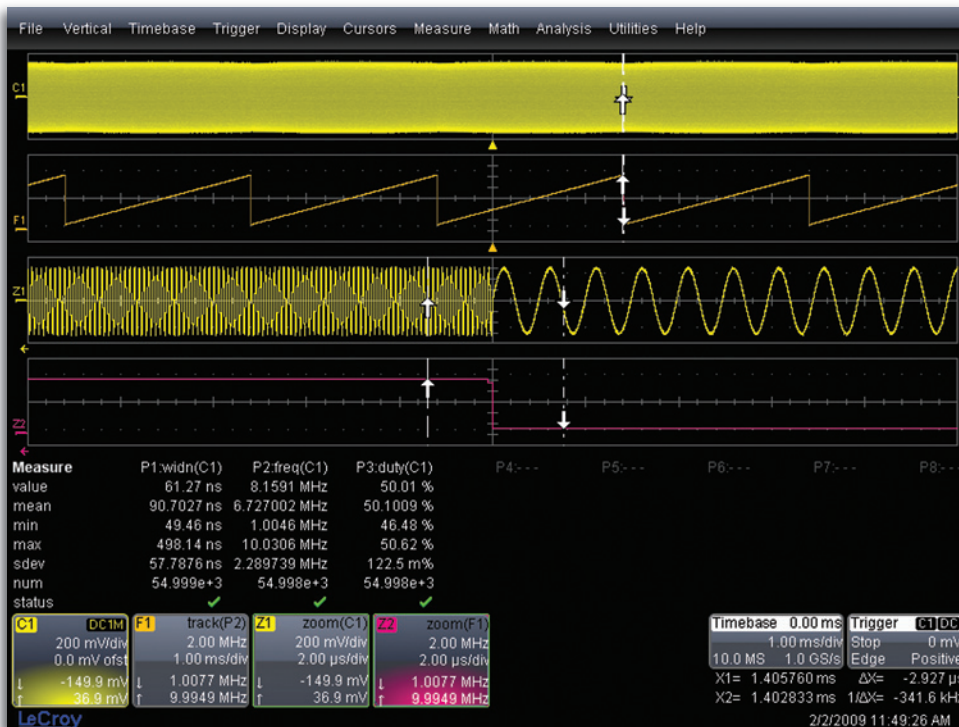 File Vertical Timebase Trigger Display Cursors Measure Math Analysis Utilities Help
C1
F1
Z1
Z2
Measure P1:widn(C1) P2:freq(C1) P3:duty(C1) P4:--- P5:--- P6:--- P7:--- P8:---
value 61.27 ns 8.1591 MHz 50.01 %
mean 90.7027 ns 6.727002 MHz 50.1009 %
min 49.46 ns 1.0046 MHz 46.48 %
max 498.14 ns 10.0306 MHz 50.62 %
sdev 57.7876 ns 2.289739 MHz 122.5 m%
num 54.999e+3 54.998e+3 54.998e+3
status
C1 DC1M F1 track(P2) Z1 zoom(C1) Z2 zoom(F1) Timebase 0.00 ms Trigger C1 DC
200 mV/div 2.00 MHz 200 mV/div 2.00 MHz 1.00 ms/div Stop 0 mV
0.0 mV ofst 1.00 ms/div 2.00 µs/div 2.00 µs/div 10.0 MS 1.0 GS/s Edge Positive
-149.9 mV 1.0077 MHz -149.9 mV 1.0077 MHz X1= 1.405760 ms ΔX= -2.927 µs
36.9 mV 9.9949 MHz 36.9 mV 9.9949 MHz X2= 1.402833 ms 1/ΔX= -341.6 kHz
LeCroy 2/2/2009 11:49:26 AM